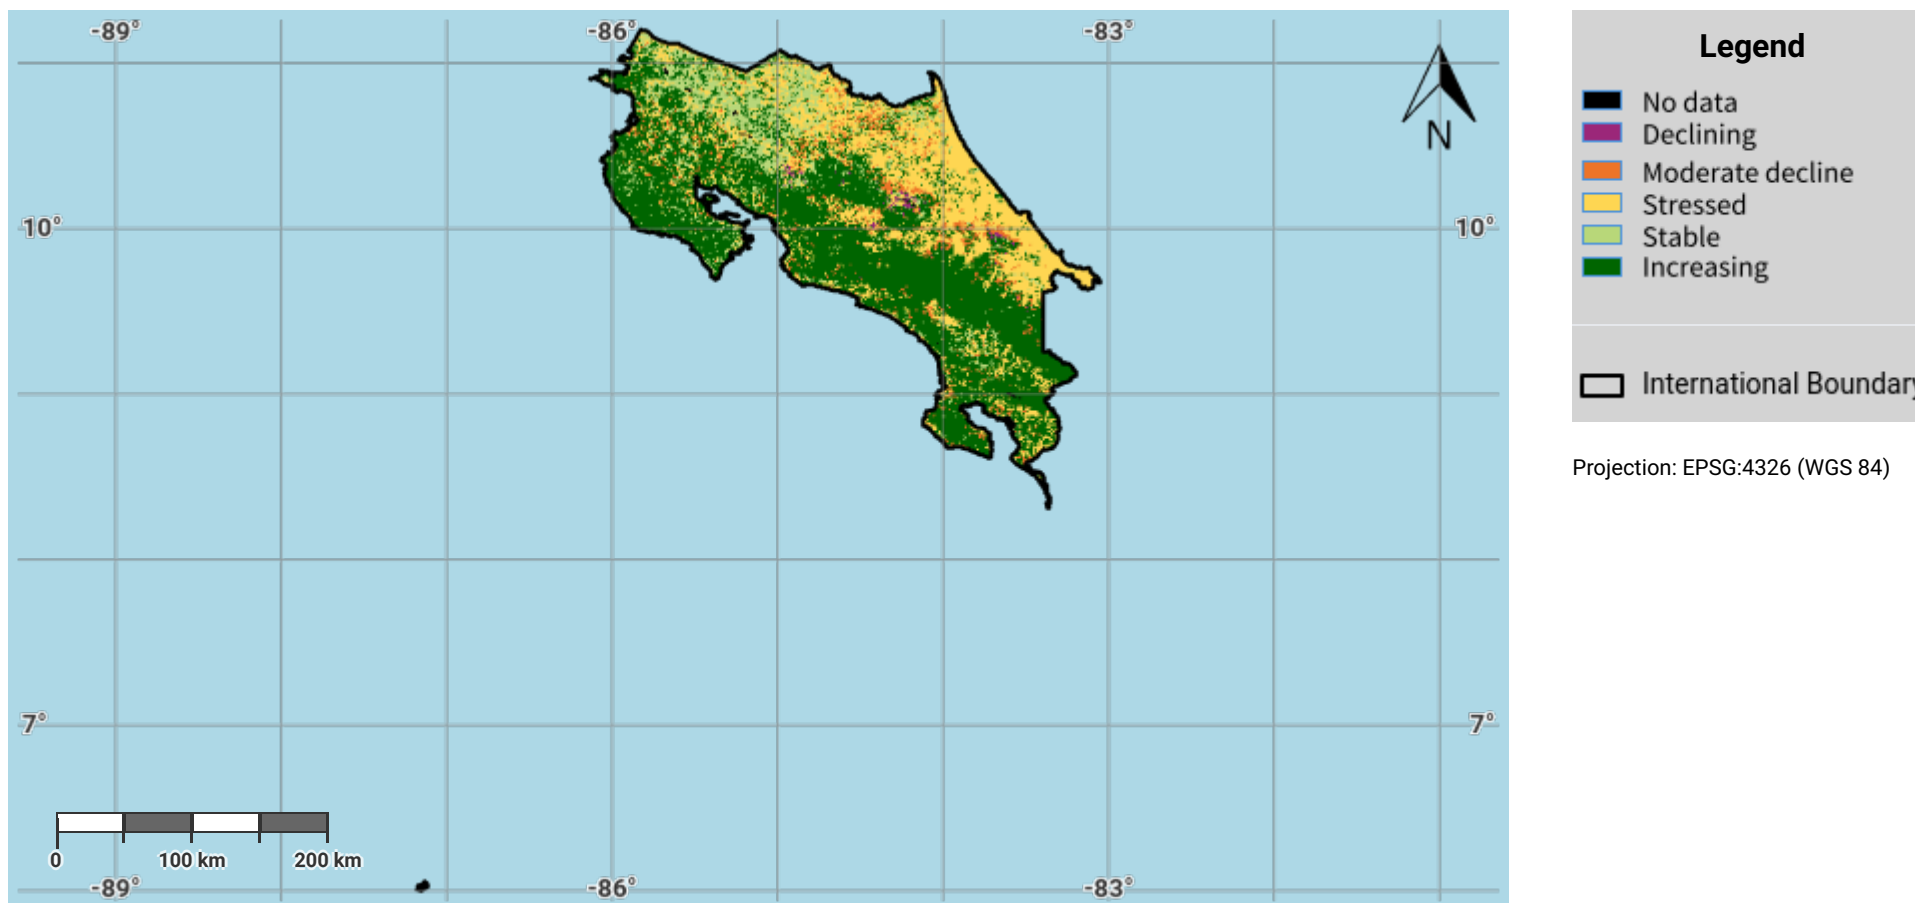 -89° -86° -83°
10° 10°
7° 7°
0 100 km 200 km
-89° -86° -83°
N
Legend
No data
Declining
Moderate decline
Stressed
Stable
Increasing
International Boundary
Projection: EPSG:4326 (WGS 84)